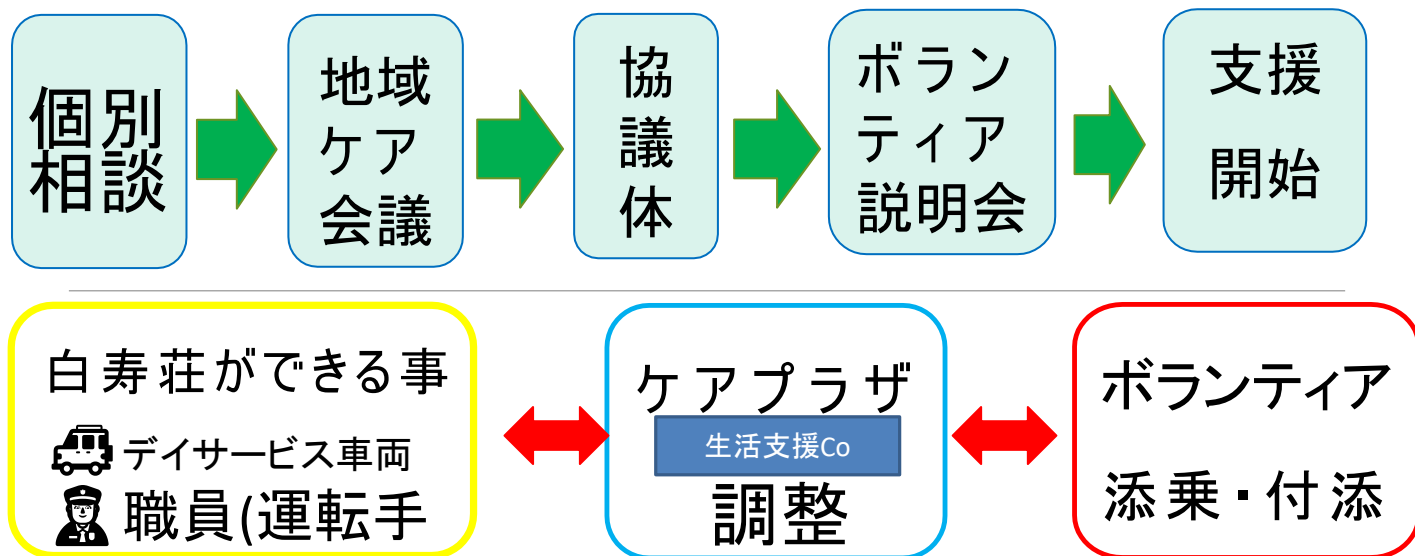 個別
相談
地域
ケア
会議
協
議
体
ボラン
ティア
説明会
支援
開始
白寿荘ができる事
デイサービス車両
職員(運転手
ケアプラザ
生活支援Co
調整
ボランティア
添乗・付添